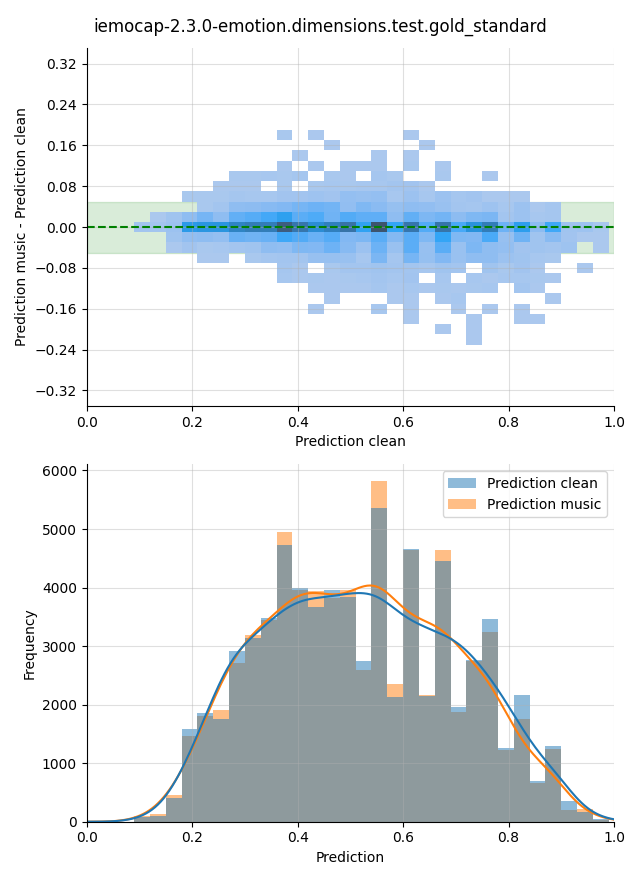 iemocap-2.3.0-emotion.dimensions.test.gold_standard
0.32
0.24
0.16
0.08
0.00
−0.08
−0.16
−0.24
−0.32
Prediction music - Prediction clean
0.0 0.2 0.4 0.6 0.8 1.0
Prediction clean
6000
5000
4000
3000
2000
1000
0
Frequency
Prediction clean
Prediction music
0.0 0.2 0.4 0.6 0.8 1.0
Prediction